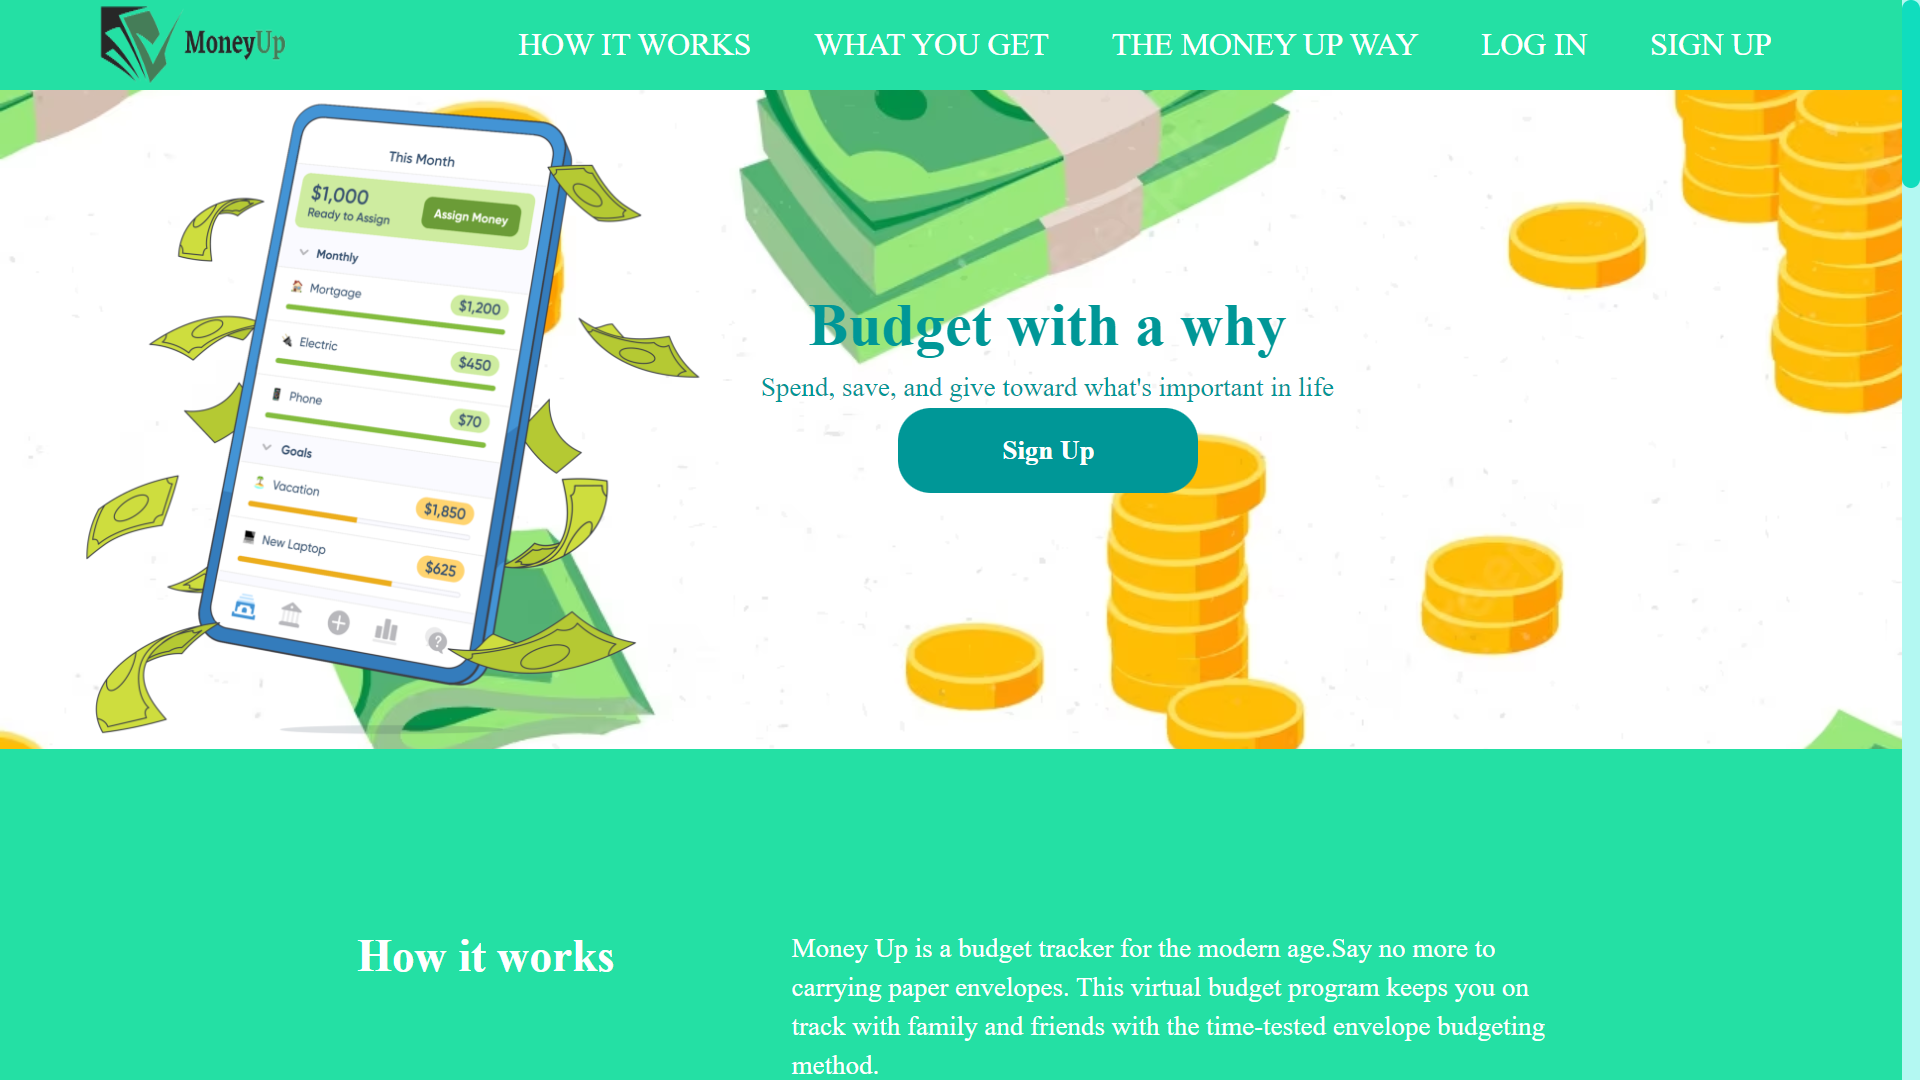 MoneyUp
HOW IT WORKS
WHAT YOU GET
THE MONEY UP WAY
LOG IN
SIGN UP
This Month
$1,000
Ready to Assign
Assign Money
Monthly
Mortgage
$1,200
Electric
$450
Phone
$70
Goals
Vacation
$1,850
New Laptop
$625
?
Budget with a why
Spend, save, and give toward what's important in life
Sign Up
How it works
Money Up is a budget tracker for the modern age.Say no more to
carrying paper envelopes. This virtual budget program keeps you on
track with family and friends with the time-tested envelope budgeting
method.